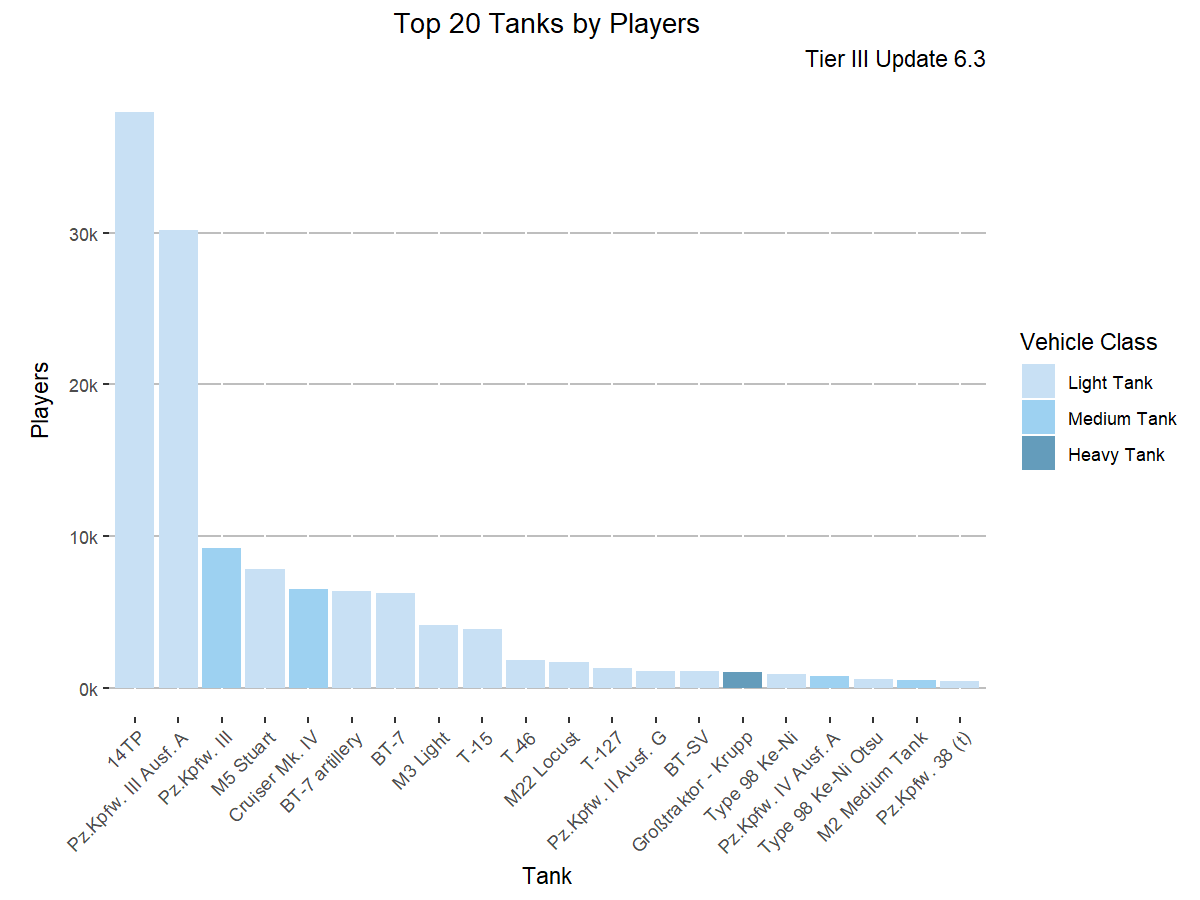 Top 20 Tanks by Players
Tier III Update 6.3
Players
30k
20k
10k
0k
14TP
Pz.Kpfw. III Ausf. A
Pz.Kpfw. III
M5 Stuart
Cruiser Mk. IV
BT-7 artillery
BT-7
M3 Light
T-15
T-46
M22 Locust
T-127
Pz.Kpfw. II Ausf. G
BT-SV
Großtraktor - Krupp
Type 98 Ke-Ni
Pz.Kpfw. IV Ausf. A
Type 98 Ke-Ni Otsu
M2 Medium Tank
Pz.Kpfw. 38 (t)
Tank
Vehicle Class
Light Tank
Medium Tank
Heavy Tank